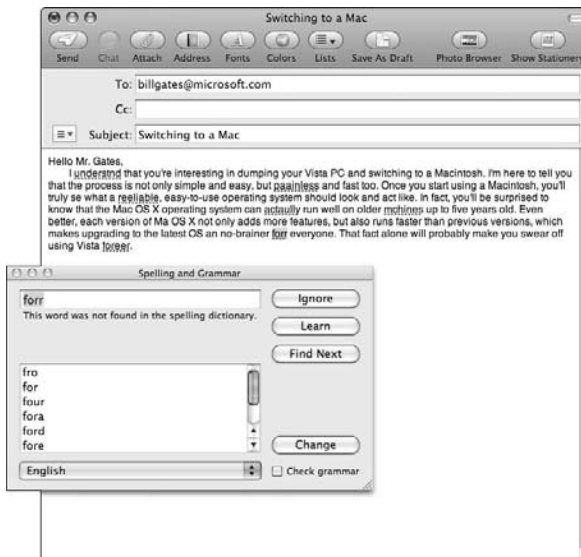 Switching to a Mac
Send Chat Attach Address Fonts Colors Lists Save As Draft Photo Browser Show Stationery
To: billgates@microsoft.com
Cc:
Subject: Switching to a Mac
Hello Mr. Gates,
I understnd that you're interesting in dumping your Vista PC and switching to a Macintosh. I'm here to tell you
that the process is not only simple and easy, but paainless and fast too. Once you start using a Macintosh, you'll
truly se what a reeliable, easy-to-use operating system should look and act like. In fact, you'll be surprised to
know that the Mac OS X operating system can actaully run well on older mchines up to five years old. Even
better, each version of Ma OS X not only adds more features, but also runs faster than previous versions, which
makes upgrading to the latest OS an no-brainer forr everyone. That fact alone will probably make you swear off
using Vista foreer.
Spelling and Grammar
forr
Ignore
This word was not found in the spelling dictionary.
Learn
Find Next
fro
for
four
fora
ford
fore
Change
English
Check grammar